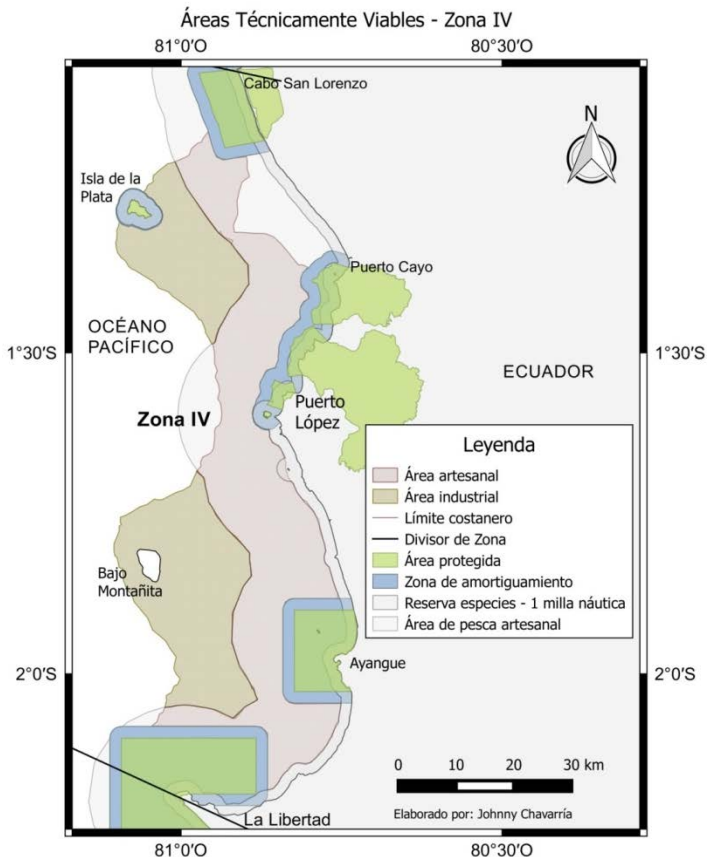 Áreas Técnicamente Viables - Zona IV
81°0'O
80°30'O
Cabo San Lorenzo
N
Isla de la
Plata
Puerto Cayo
OCÉANO
PACÍFICO
1°30'S
1°30'S
ECUADOR
Zona IV
Puerto
López
Leyenda
Área artesanal
Área industrial
Límite costanero
Divisor de Zona
Área protegida
Zona de amortiguamiento
Reserva especies - 1 milla náutica
Área de pesca artesanal
Bajo
Montañita
Ayangue
2°0'S
2°0'S
0 10 20 30 km
La Libertad
Elaborado por: Johnny Chavarría
81°0'O
80°30'O